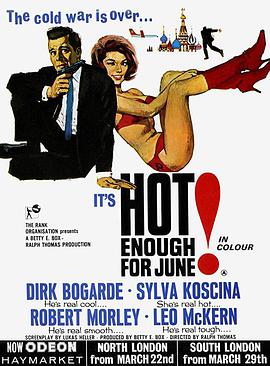 The cold war is over...
IT'S HOT!
ENOUGH
FOR JUNE
IN
COLOUR
THE RANK
ORGANISATION presents
A BETTY E. BOX -
RALPH THOMAS PRODUCTION
A
DIRK BOGARDE · SYLVA KOSCINA
He's real cool.... She's real hot....
ROBERT MORLEY · LEO McKERN
He's real smooth.... He's real tough....
SCREENPLAY by LUKAS HELLER · PRODUCED by BETTY E. BOX · DIRECTED by RALPH THOMAS
NOW ODEON
HAYMARKET
NORTH LONDON
from MARCH 22nd
SOUTH LONDON
from MARCH 29th